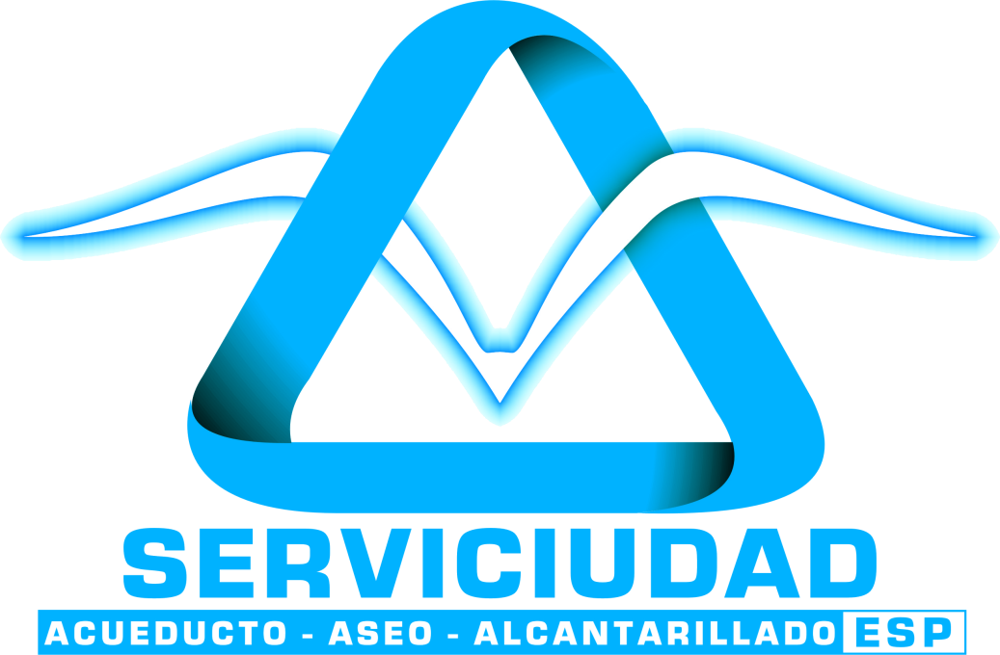 SERVICIUDAD
ACUEDUCTO - ASEO - ALCANTARILLADO ESP